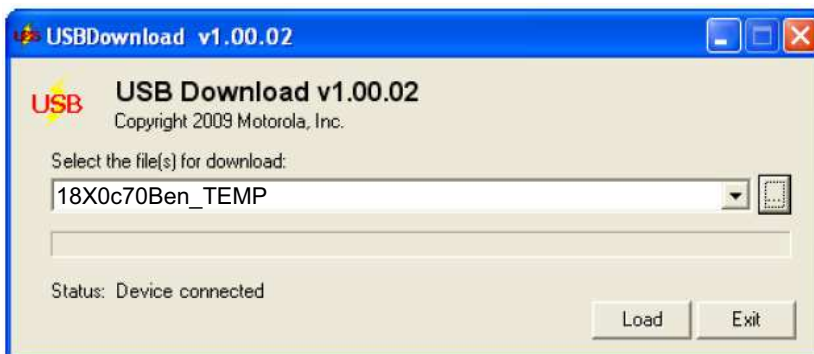 USBDownload v1.00.02
USB
USB Download v1.00.02
Copyright 2009 Motorola, Inc.
Select the file(s) for download:
18X0c70Ben_TEMP
...
Status: Device connected
Load Exit